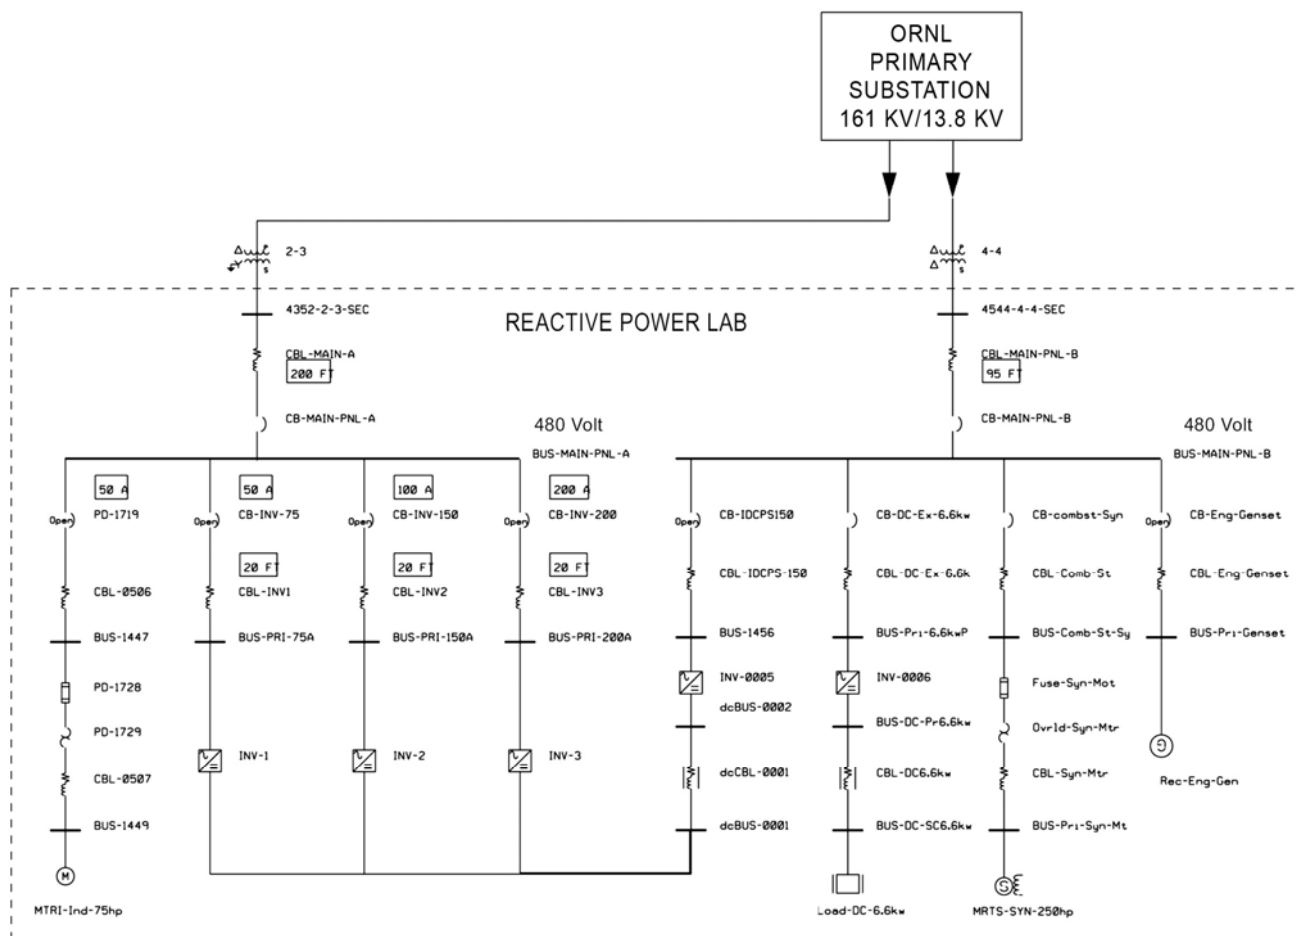 ORNL
PRIMARY
SUBSTATION
161 KV/13.8 KV
2-3
4-4
P
S
P
S
4352-2-3-SEC
4544-4-4-SEC
REACTIVE POWER LAB
CBL-MAIN-A
200 FT
CBL-MAIN-PNL-B
95 FT
CB-MAIN-PNL-A
CB-MAIN-PNL-B
480 Volt
480 Volt
BUS-MAIN-PNL-A
BUS-MAIN-PNL-B
50 A
50 A
100 A
200 A
Open PD-1719
Open CB-INV-75
Open CB-INV-150
Open CB-INV-200
Open CB-IDCPS150
CB-DC-Ex-6.6kw
CB-combst-Syn
Open CB-Eng-Genset
20 FT
20 FT
20 FT
CBL-0506
CBL-INV1
CBL-INV2
CBL-INV3
CBL-IDCPS-150
CBL-DC-Ex-6.6k
CBL-Comb-St
CBL-Eng-Genset
BUS-1447
BUS-PRI-75A
BUS-PRI-150A
BUS-PRI-200A
BUS-1456
BUS-Pri-6.6kwP
BUS-Comb-St-Sy
BUS-Pri-Genset
PD-1728
INV-0005
INV-0006
Fuse-Syn-Mot
dcBUS-0002
PD-1729
BUS-DC-Pr6.6kw
Ovrld-Syn-Mtr
G
INV-1
INV-2
INV-3
CBL-0507
dcCBL-0001
CBL-DC6.6kw
CBL-Syn-Mtr
Rec-Eng-Gen
BUS-1449
dcBUS-0001
BUS-DC-SC6.6kw
BUS-Pri-Syn-Mt
M
S
MTRI-Ind-75hp
Load-DC-6.6kw
MRTS-SYN-250hp